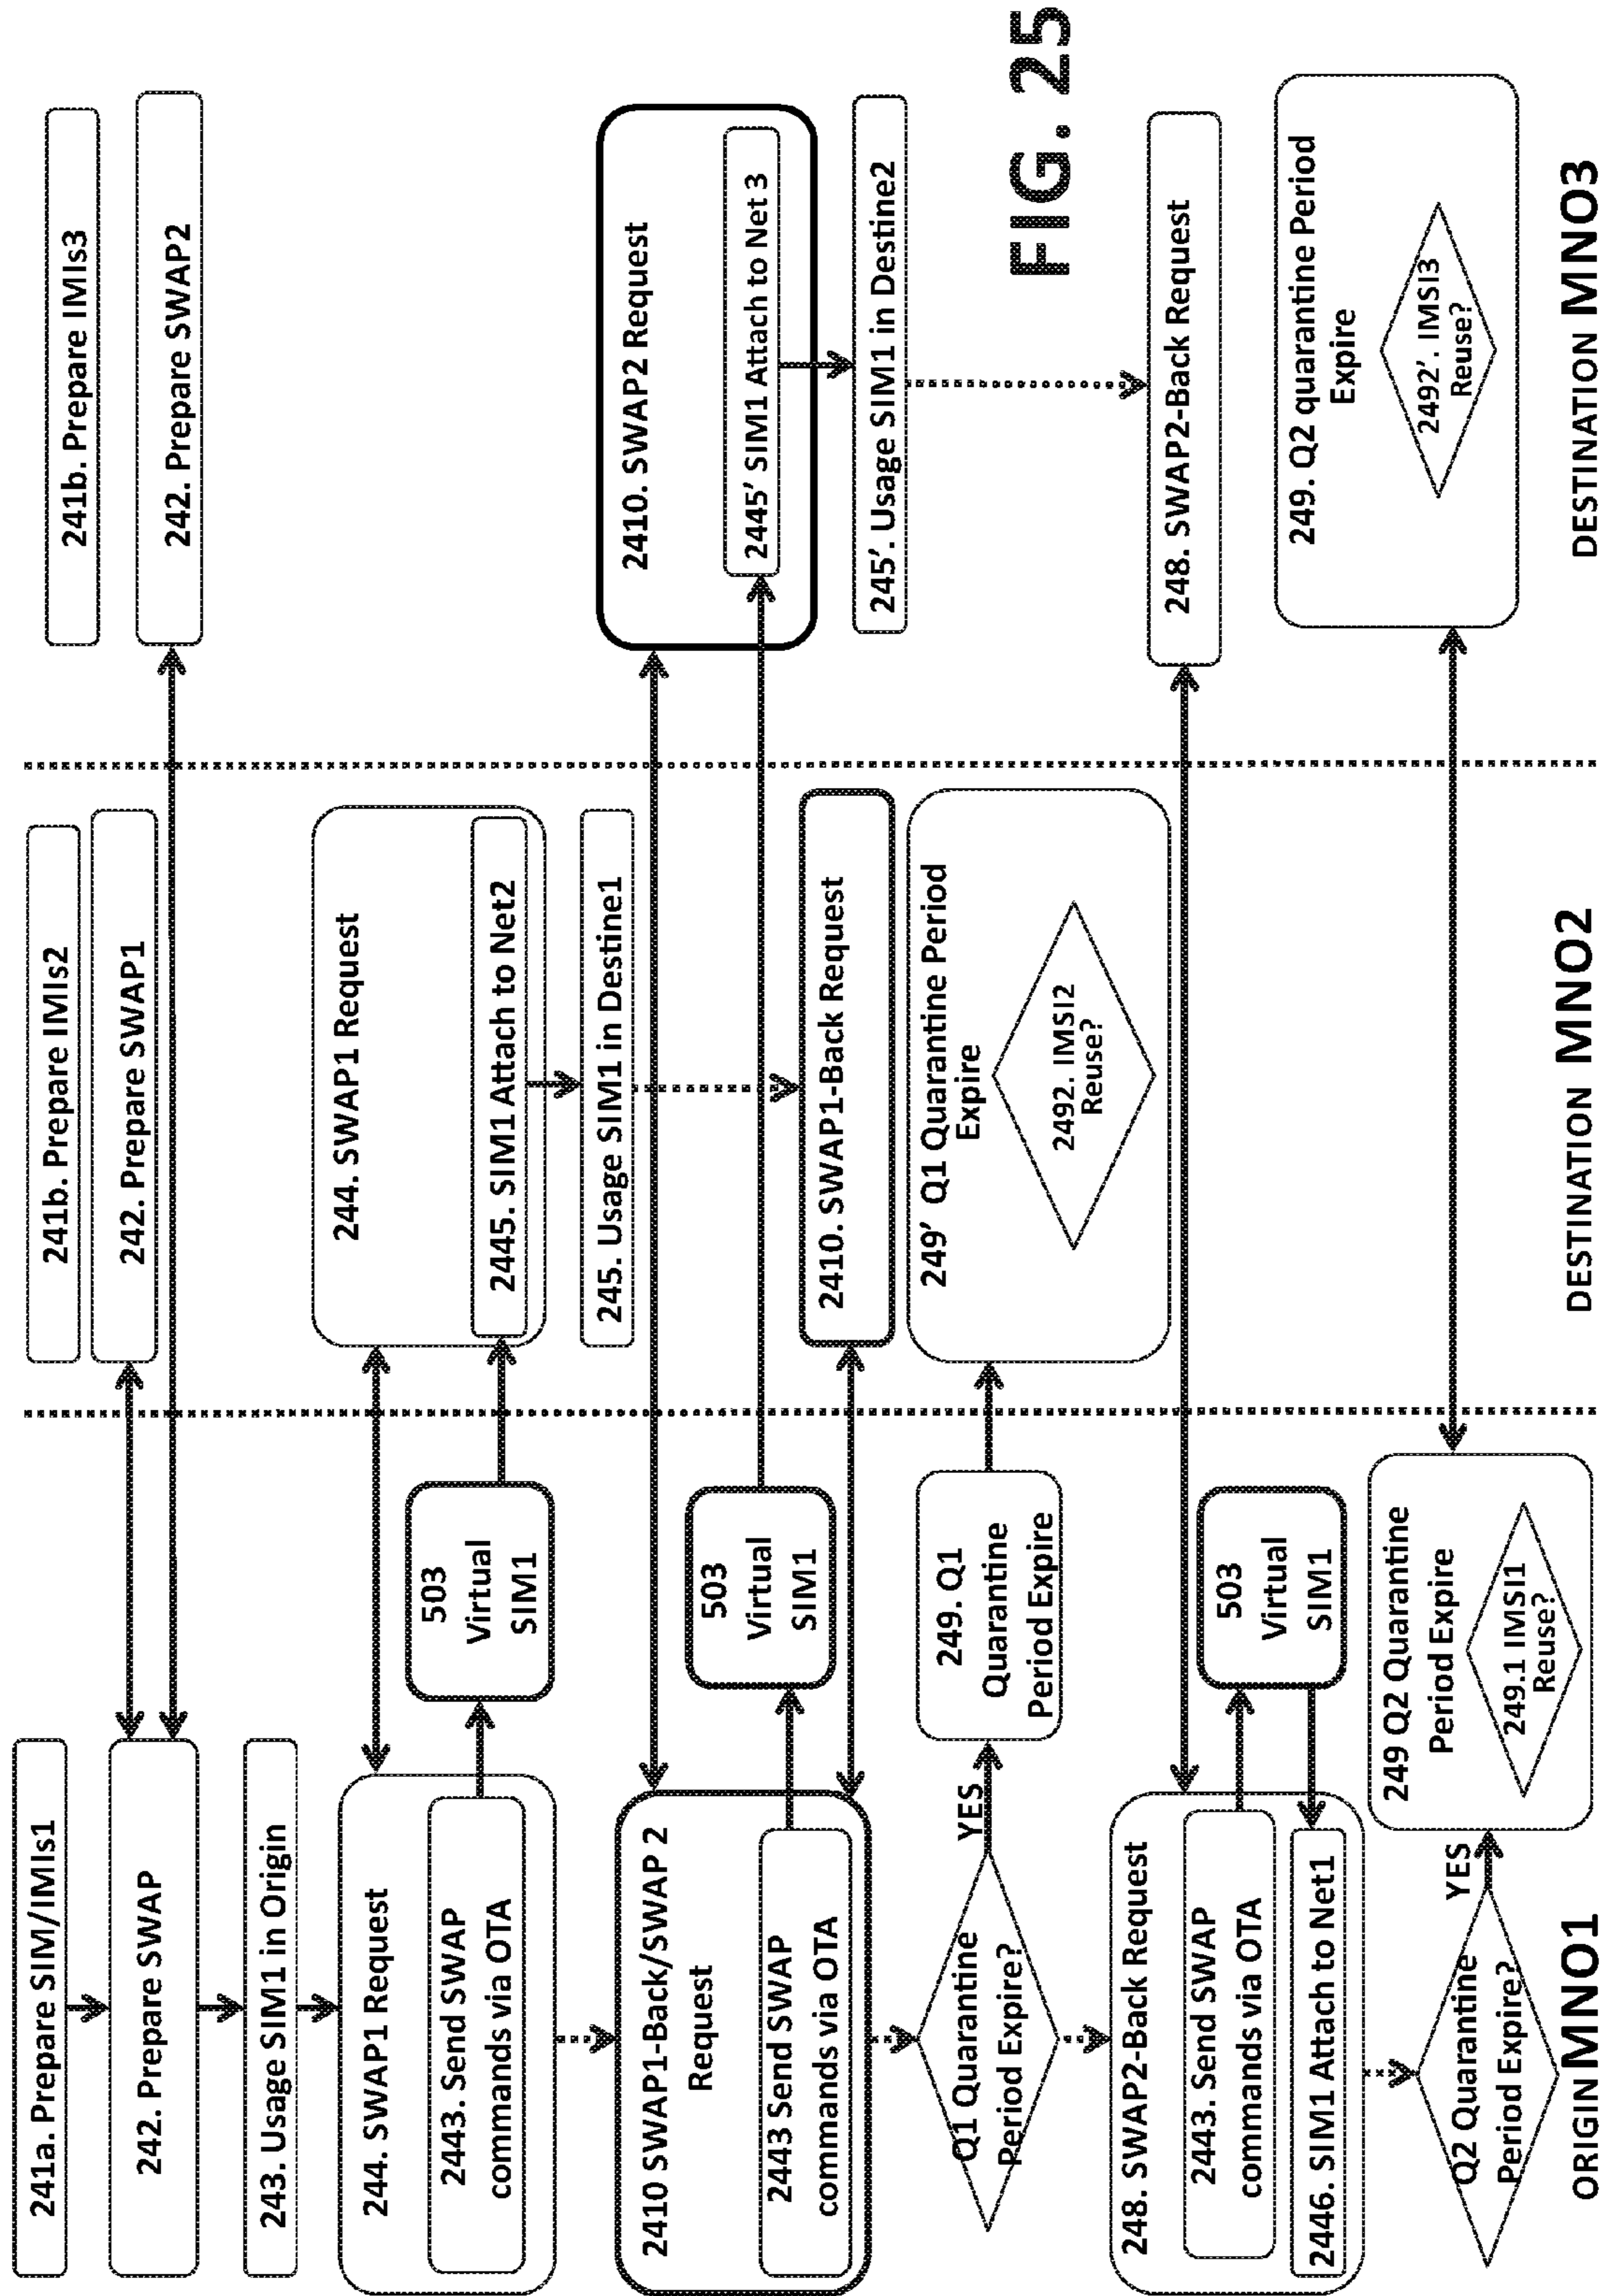 241a. Prepare SIM/IMIs1
242. Prepare SWAP
243. Usage SIM1 in Origin
244. SWAP1 Request
2443. Send SWAP
commands via OTA
503
Virtual
SIM1
2410 SWAP1-Back/SWAP 2
Request
2443 Send SWAP
commands via OTA
503
Virtual
SIM1
Q1 Quarantine
Period Expire?
YES
249. Q1
Quarantine
Period Expire
248. SWAP2-Back Request
2443. Send SWAP
commands via OTA
2446. SIM1 Attach to Net1
503
Virtual
SIM1
Q2 Quarantine
Period Expire?
YES
249 Q2 Quarantine
Period Expire
249.1 IMSI1
Reuse?
ORIGIN MNO1
241b. Prepare IMIs2
242. Prepare SWAP1
244. SWAP1 Request
2445. SIM1 Attach to Net2
245. Usage SIM1 in Destine1
2410. SWAP1-Back Request
249' Q1 Quarantine Period
Expire
2492. IMSI2
Reuse?
DESTINATION MNO2
241b. Prepare IMIs3
242. Prepare SWAP2
2410. SWAP2 Request
2445' SIM1 Attach to Net 3
245'. Usage SIM1 in Destine2
248. SWAP2-Back Request
249. Q2 quarantine Period
Expire
2492'. IMSI3
Reuse?
DESTINATION MNO3
FIG. 25